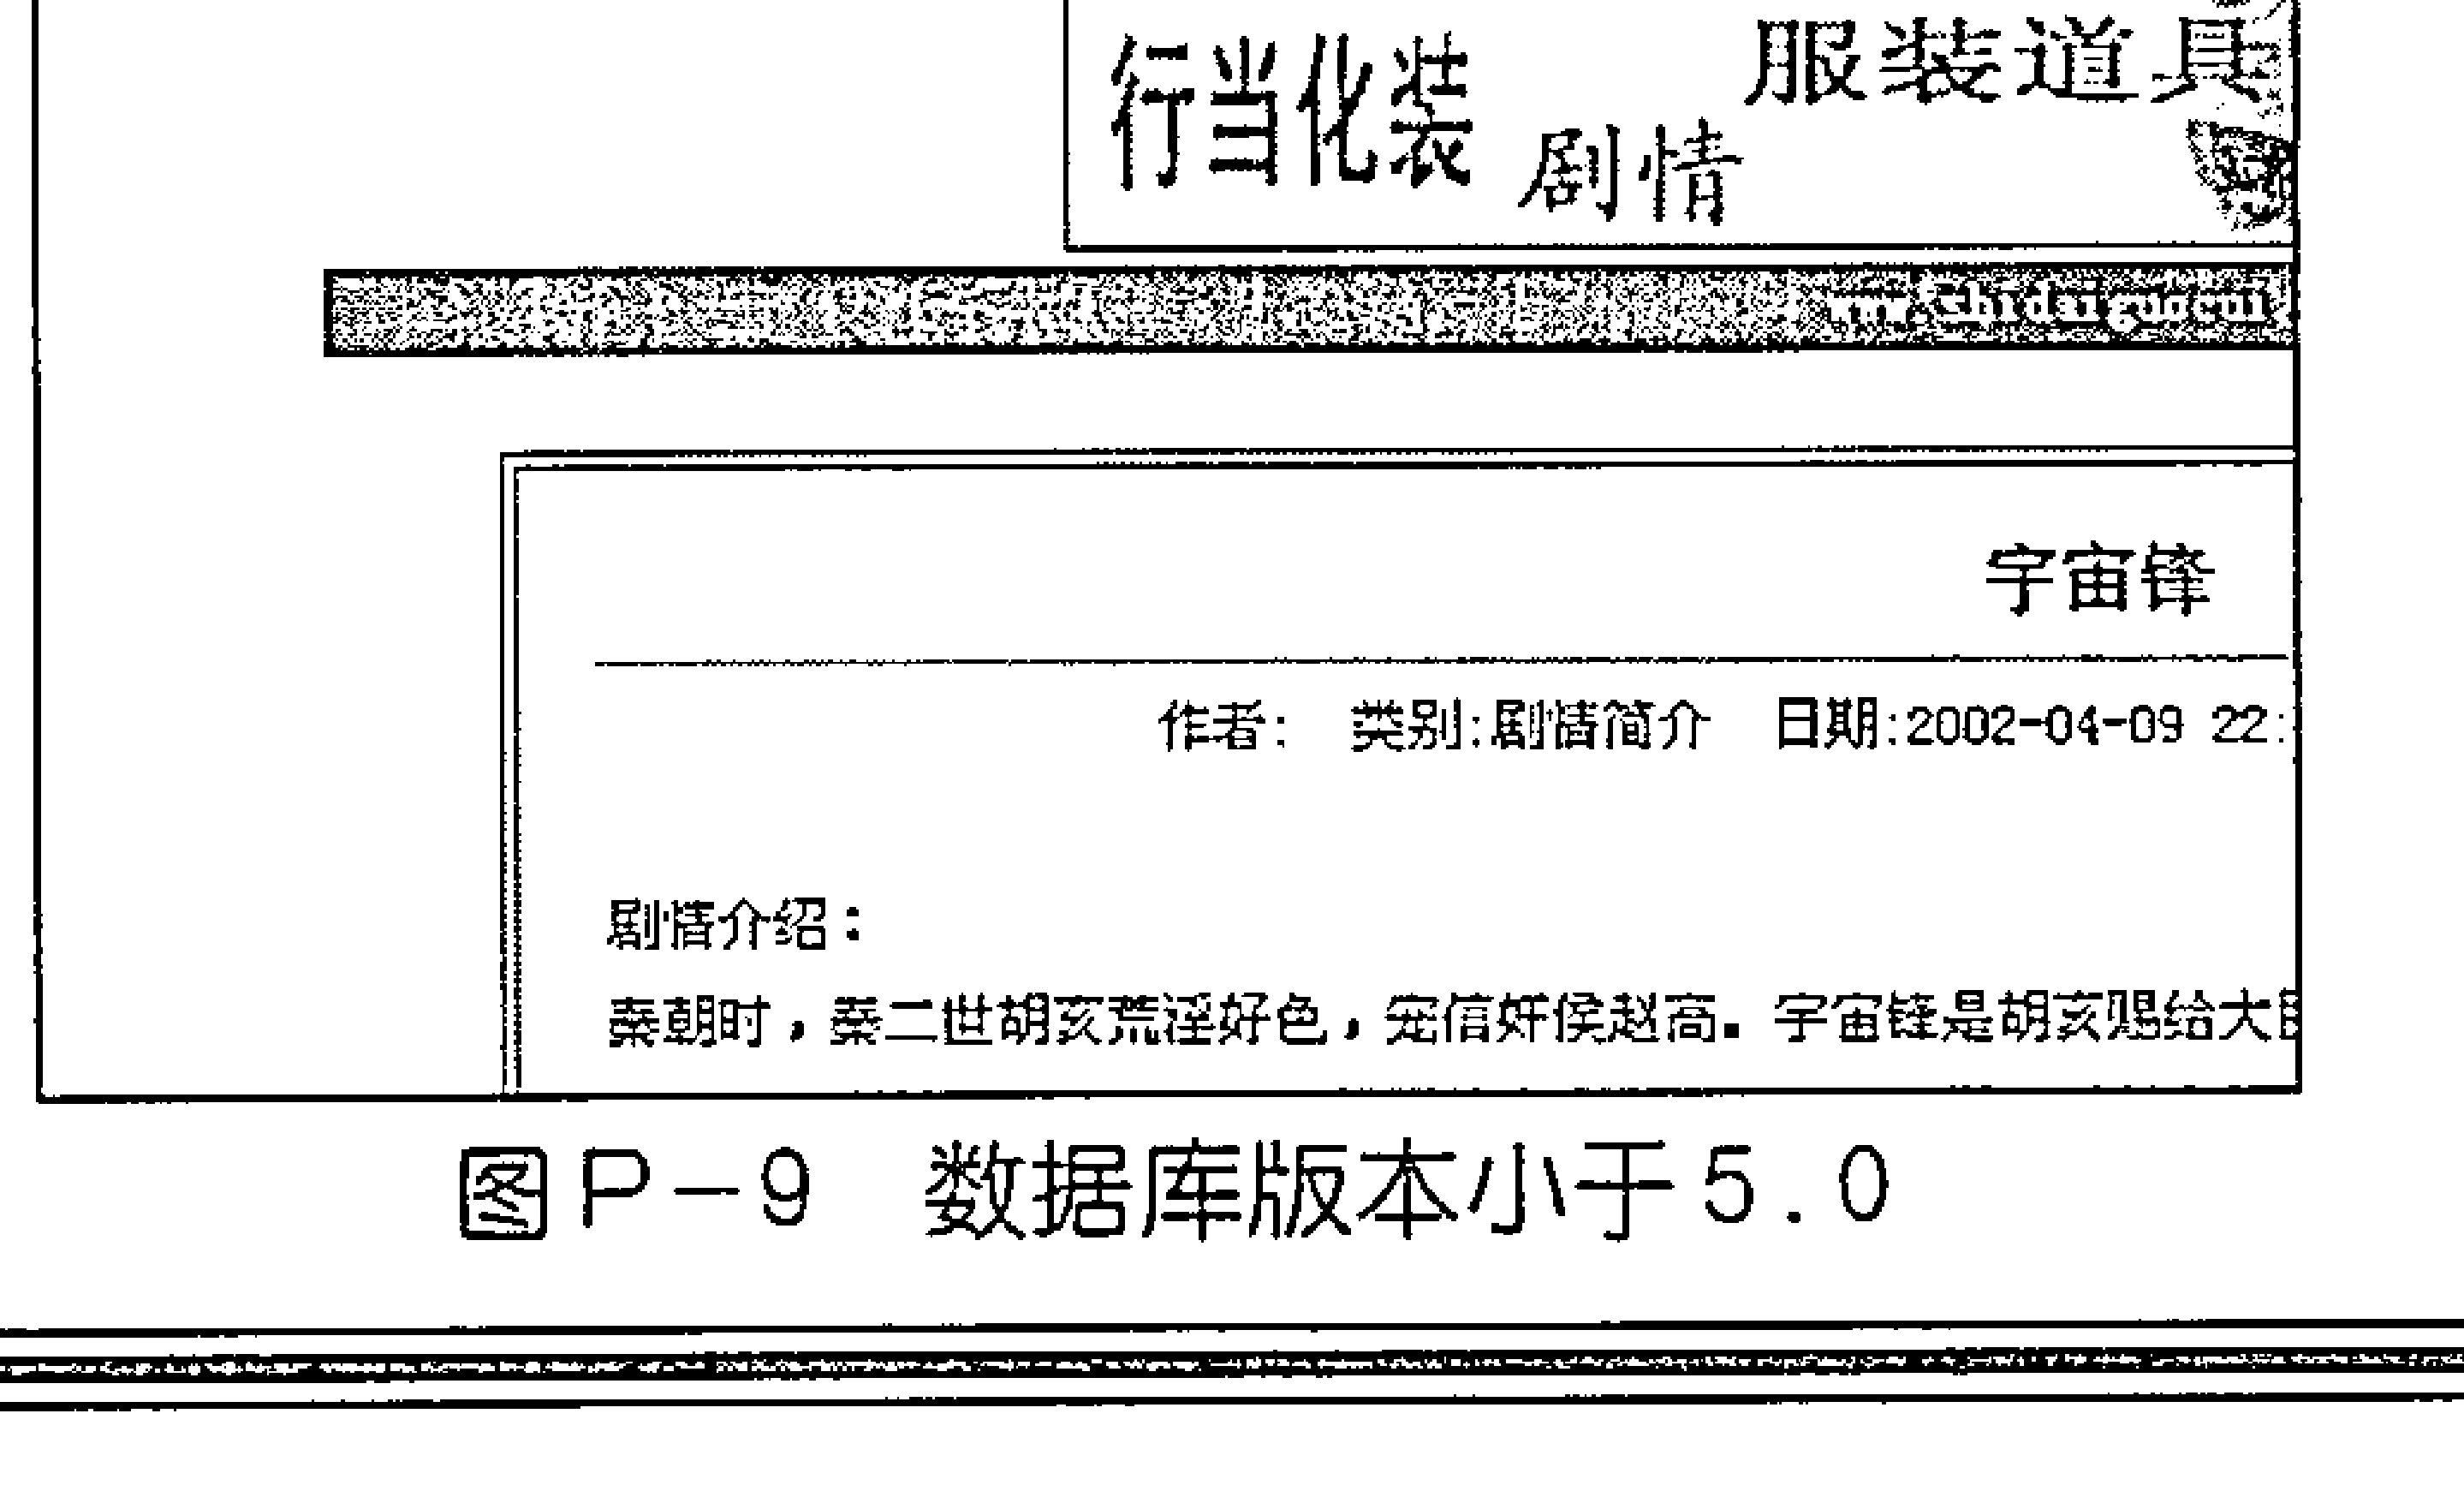 服装道具
行当化装
剧情
www.Shidaiguocui.
宇宙锋
作者: 类别:剧情简介 日期:2002-04-09 22:
剧情介绍：
秦朝时，秦二世胡亥荒淫好色，宠信奸侯赵高。宇宙锋是胡亥赐给大
图P-9 数据库版本小于5.0